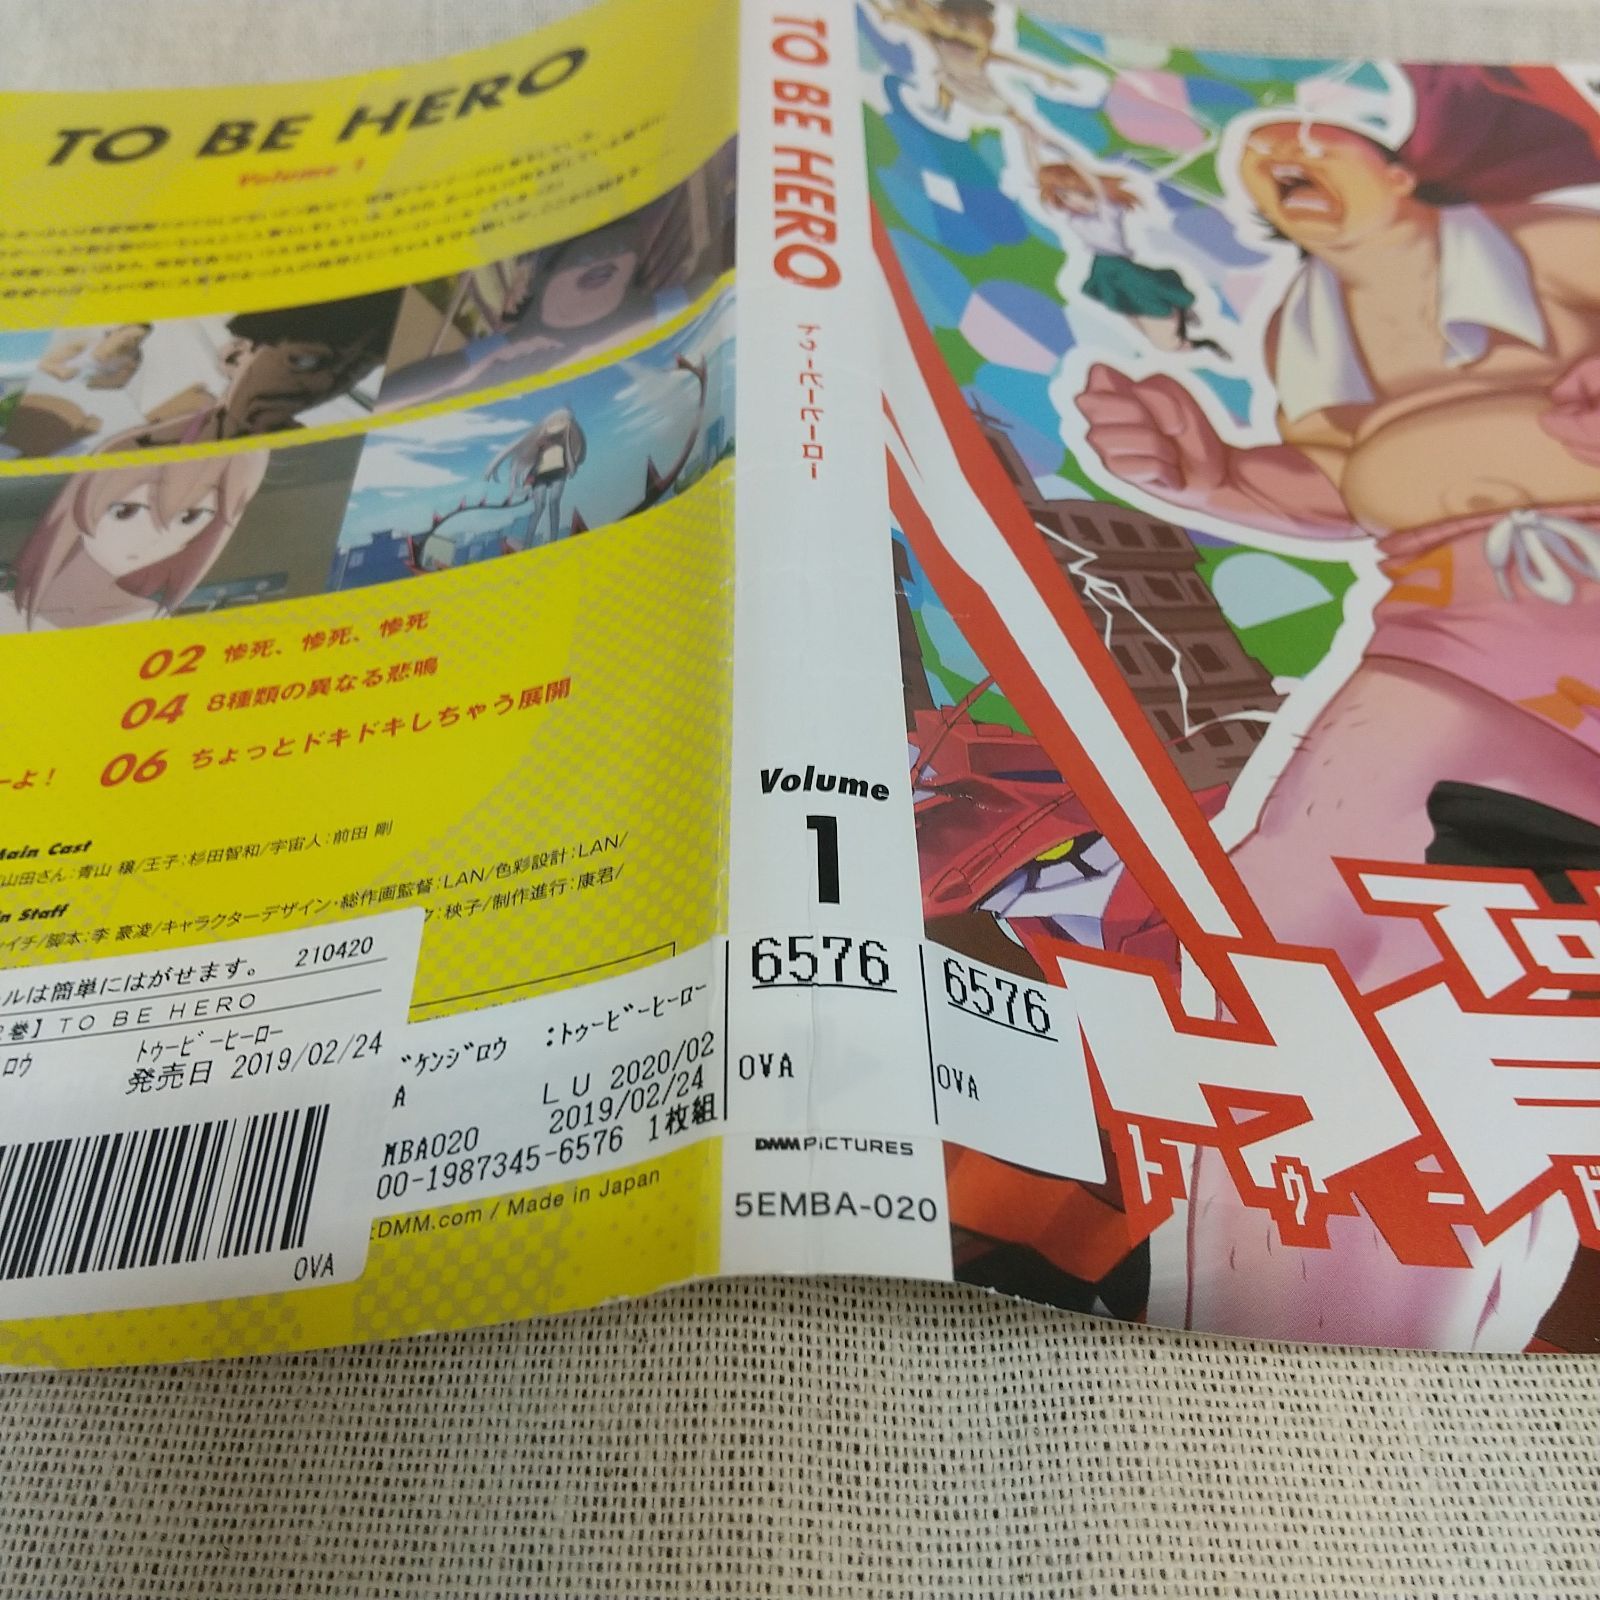 TO BE HERO
Volume 1
02 惨死、惨死、惨死
04 8種類の異なる悲鳴
ーよ! 06 ちょっとドキドキしちゃう展開
Main Cast
山田さん:青山 穣/王子:杉田智和/宇宙人:前田 剛
in Staff
イチ/脚本:李 豪凌/キャラクターデザイン・総作画監督:LAN/色彩設計:LAN/
秧子/制作進行:康君/
ルは簡単にはがせます。 210420
巻】TO BE HERO
ロウ トゥービーヒーロー
発売日 2019/02/24
OVA
ケンジロウ :トゥービーヒーロー
A LU 2020/02
MBA020 2019/02/24
00-1987345-6576 1枚組
DMM.com / Made in Japan
TO BE HERO
トゥービーヒーロー
Volume
1
6576
OVA
DMM PICTURES
5EMBA-020
6576
OVA
To
HE
トゥービ